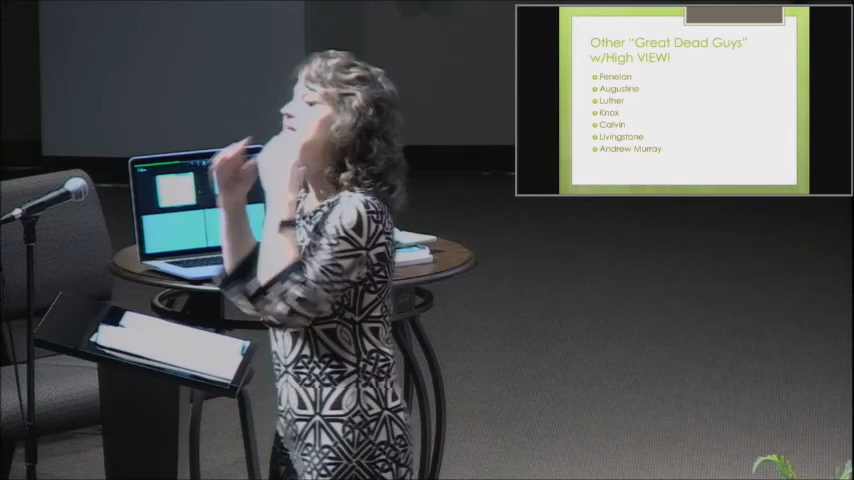 Other "Great Dead Guys"
w/High VIEW!
Fenelon
Augustine
Luther
Knox
Calvin
Livingstone
Andrew Murray